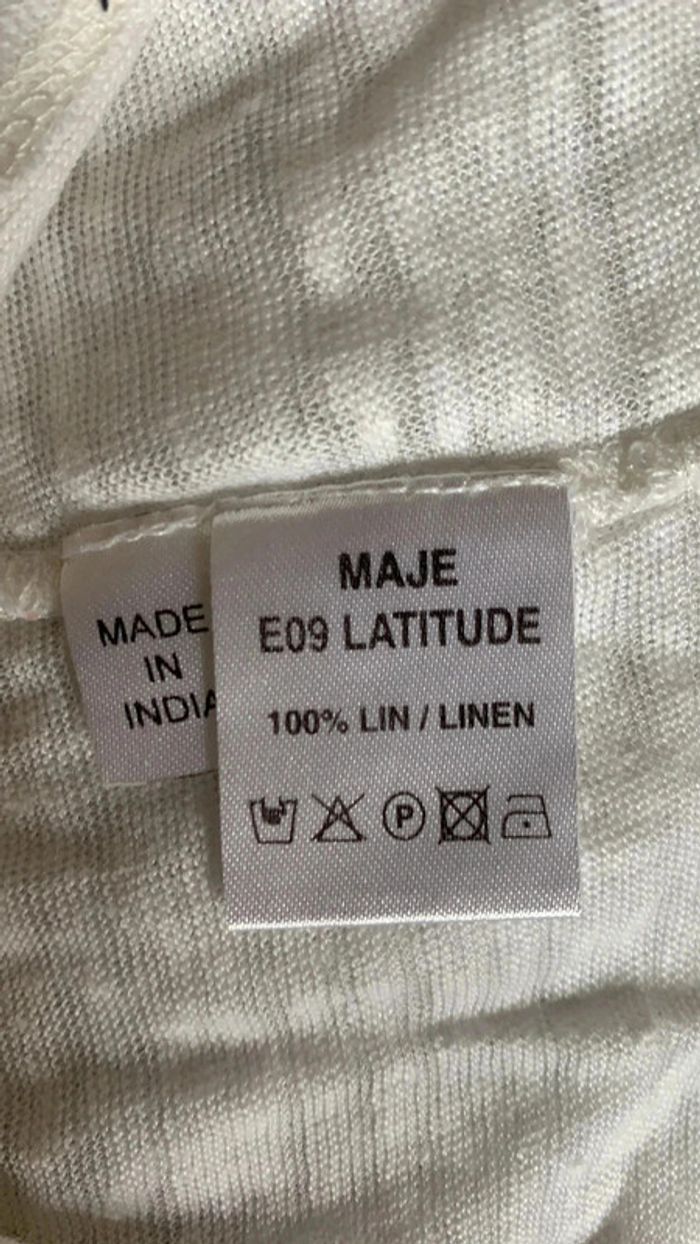 MADE
IN
INDIA
MAJE
E09 LATITUDE
100% LIN / LINEN
P